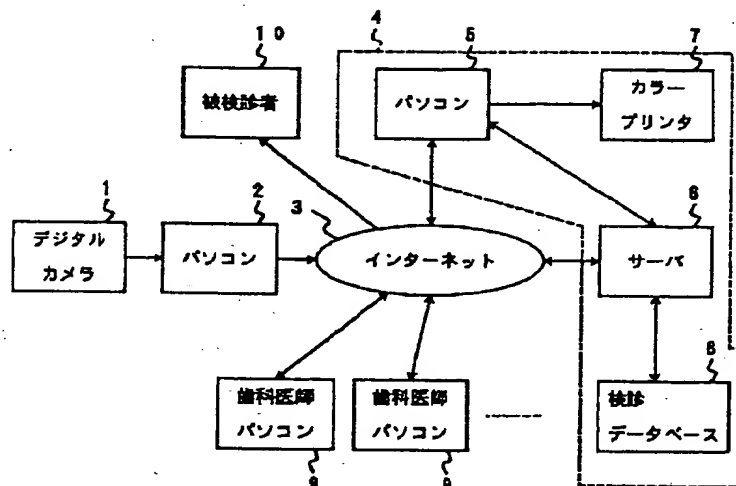 10
4
5
7
被検診者
パソコン
カラー
プリンタ
1
2
3
6
デジタル
カメラ
パソコン
インターネット
サーバ
8
歯科医師
パソコン
歯科医師
パソコン
検診
データベース
9
9